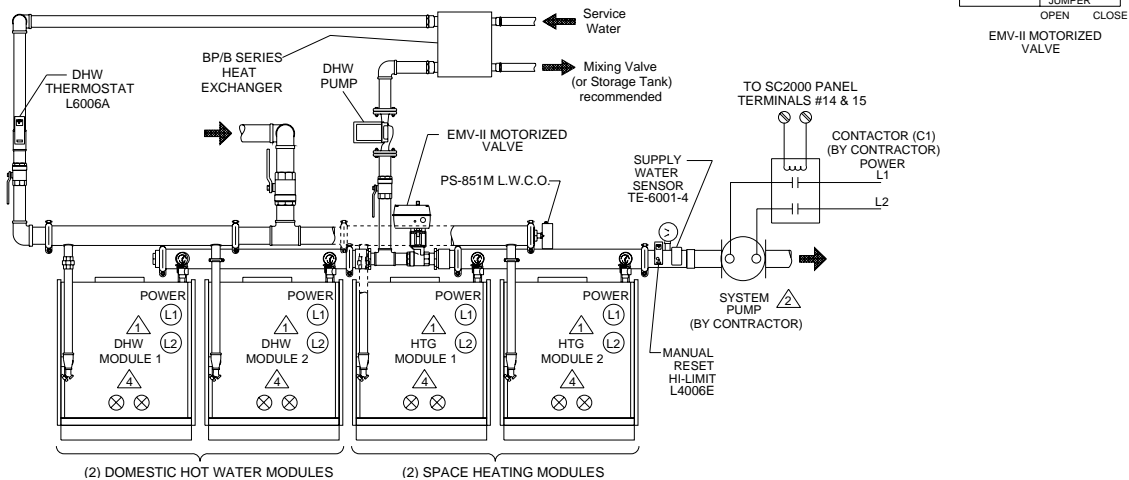 JUMPER
OPEN CLOSE
EMV-II MOTORIZED
VALVE
Service
Water
BP/B SERIES
HEAT
EXCHANGER
DHW
PUMP
Mixing Valve
(or Storage Tank)
recommended
DHW
THERMOSTAT
L6006A
EMV-II MOTORIZED
VALVE
PS-851M L.W.C.O.
TO SC2000 PANEL
TERMINALS #14 & 15
CONTACTOR (C1)
(BY CONTRACTOR)
POWER
L1
L2
SUPPLY
WATER
SENSOR
TE-6001-4
SYSTEM
PUMP
2
(BY CONTRACTOR)
MANUAL
RESET
HI-LIMIT
L4006E
POWER
L1
L2
1
DHW
MODULE 1
4
POWER
L1
L2
1
DHW
MODULE 2
4
POWER
L1
L2
1
HTG
MODULE 1
4
POWER
L1
L2
1
HTG
MODULE 2
4
(2) DOMESTIC HOT WATER MODULES
(2) SPACE HEATING MODULES